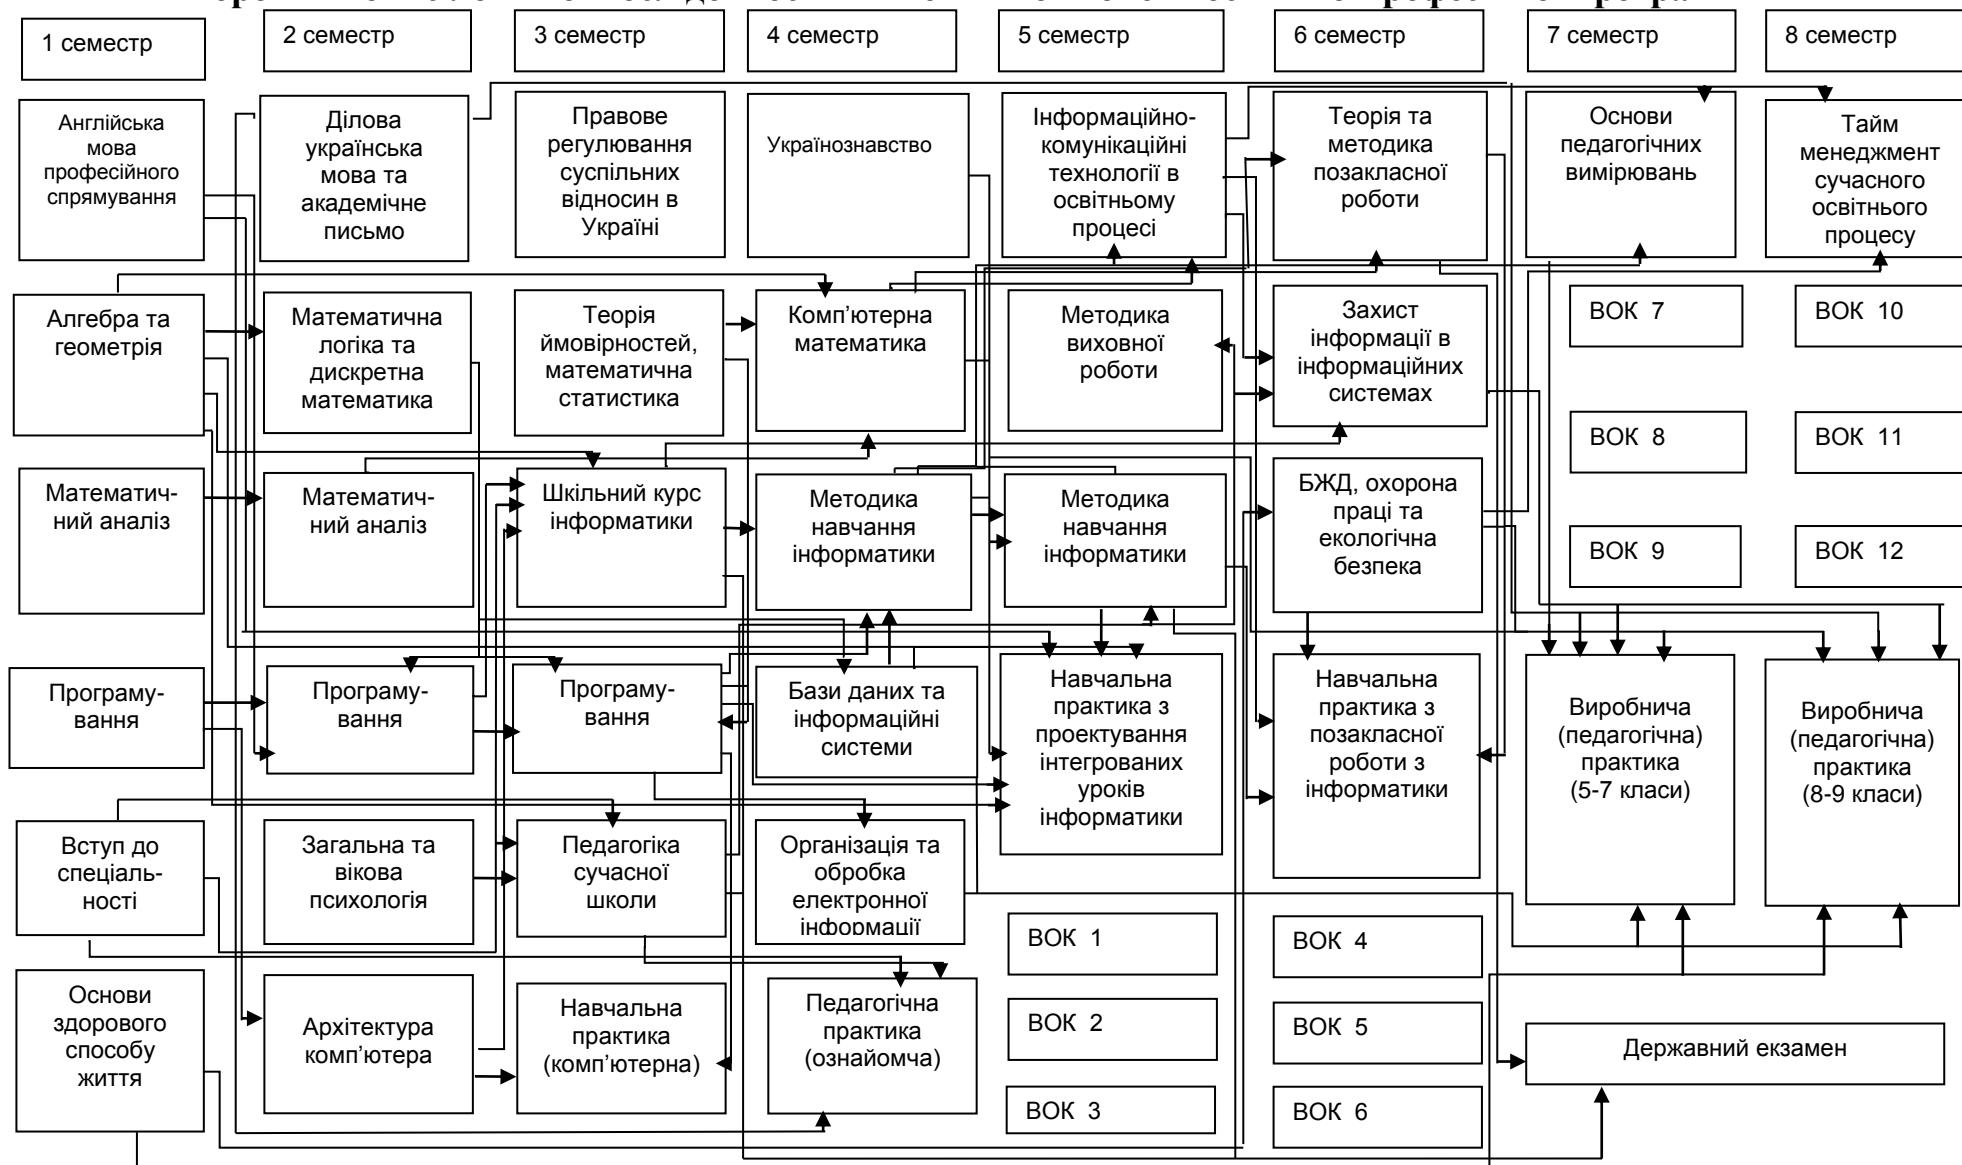 1 семестр
2 семестр
3 семестр
4 семестр
5 семестр
6 семестр
7 семестр
8 семестр
Англійська
мова
професійного
спрямування
Ділова
українська
мова та
академічне
письмо
Правове
регулювання
суспільних
відносин в
Україні
Українознавство
Інформаційно-
комунікаційні
технології в
освітньому
процесі
Теорія та
методика
позакласної
роботи
Основи
педагогічних
вимірювань
Тайм
менеджмент
сучасного
освітнього
процесу
Алгебра та
геометрія
Математична
логіка та
дискретна
математика
Теорія
ймовірностей,
математична
статистика
Комп’ютерна
математика
Методика
виховної
роботи
Захист
інформації в
інформаційних
системах
ВОК 7
ВОК 10
ВОК 8
ВОК 11
Математич-
ний аналіз
Математич-
ний аналіз
Шкільний курс
інформатики
Методика
навчання
інформатики
Методика
навчання
інформатики
БЖД, охорона
праці та
екологічна
безпека
ВОК 9
ВОК 12
Програму-
вання
Програму-
вання
Програму-
вання
Бази даних та
інформаційні
системи
Навчальна
практика з
проектування
інтегрованих
уроків
інформатики
Навчальна
практика з
позакласної
роботи з
інформатики
Виробнича
(педагогічна)
практика
(5-7 класи)
Виробнича
(педагогічна)
практика
(8-9 класи)
Вступ до
спеціаль-
ності
Загальна та
вікова
психологія
Педагогіка
сучасної
школи
Організація та
обробка
електронної
інформації
ВОК 1
ВОК 4
Основи
здорового
способу
життя
Архітектура
комп’ютера
Навчальна
практика
(комп’ютерна)
Педагогічна
практика
(ознайомча)
ВОК 2
ВОК 5
Державний екзамен
ВОК 3
ВОК 6